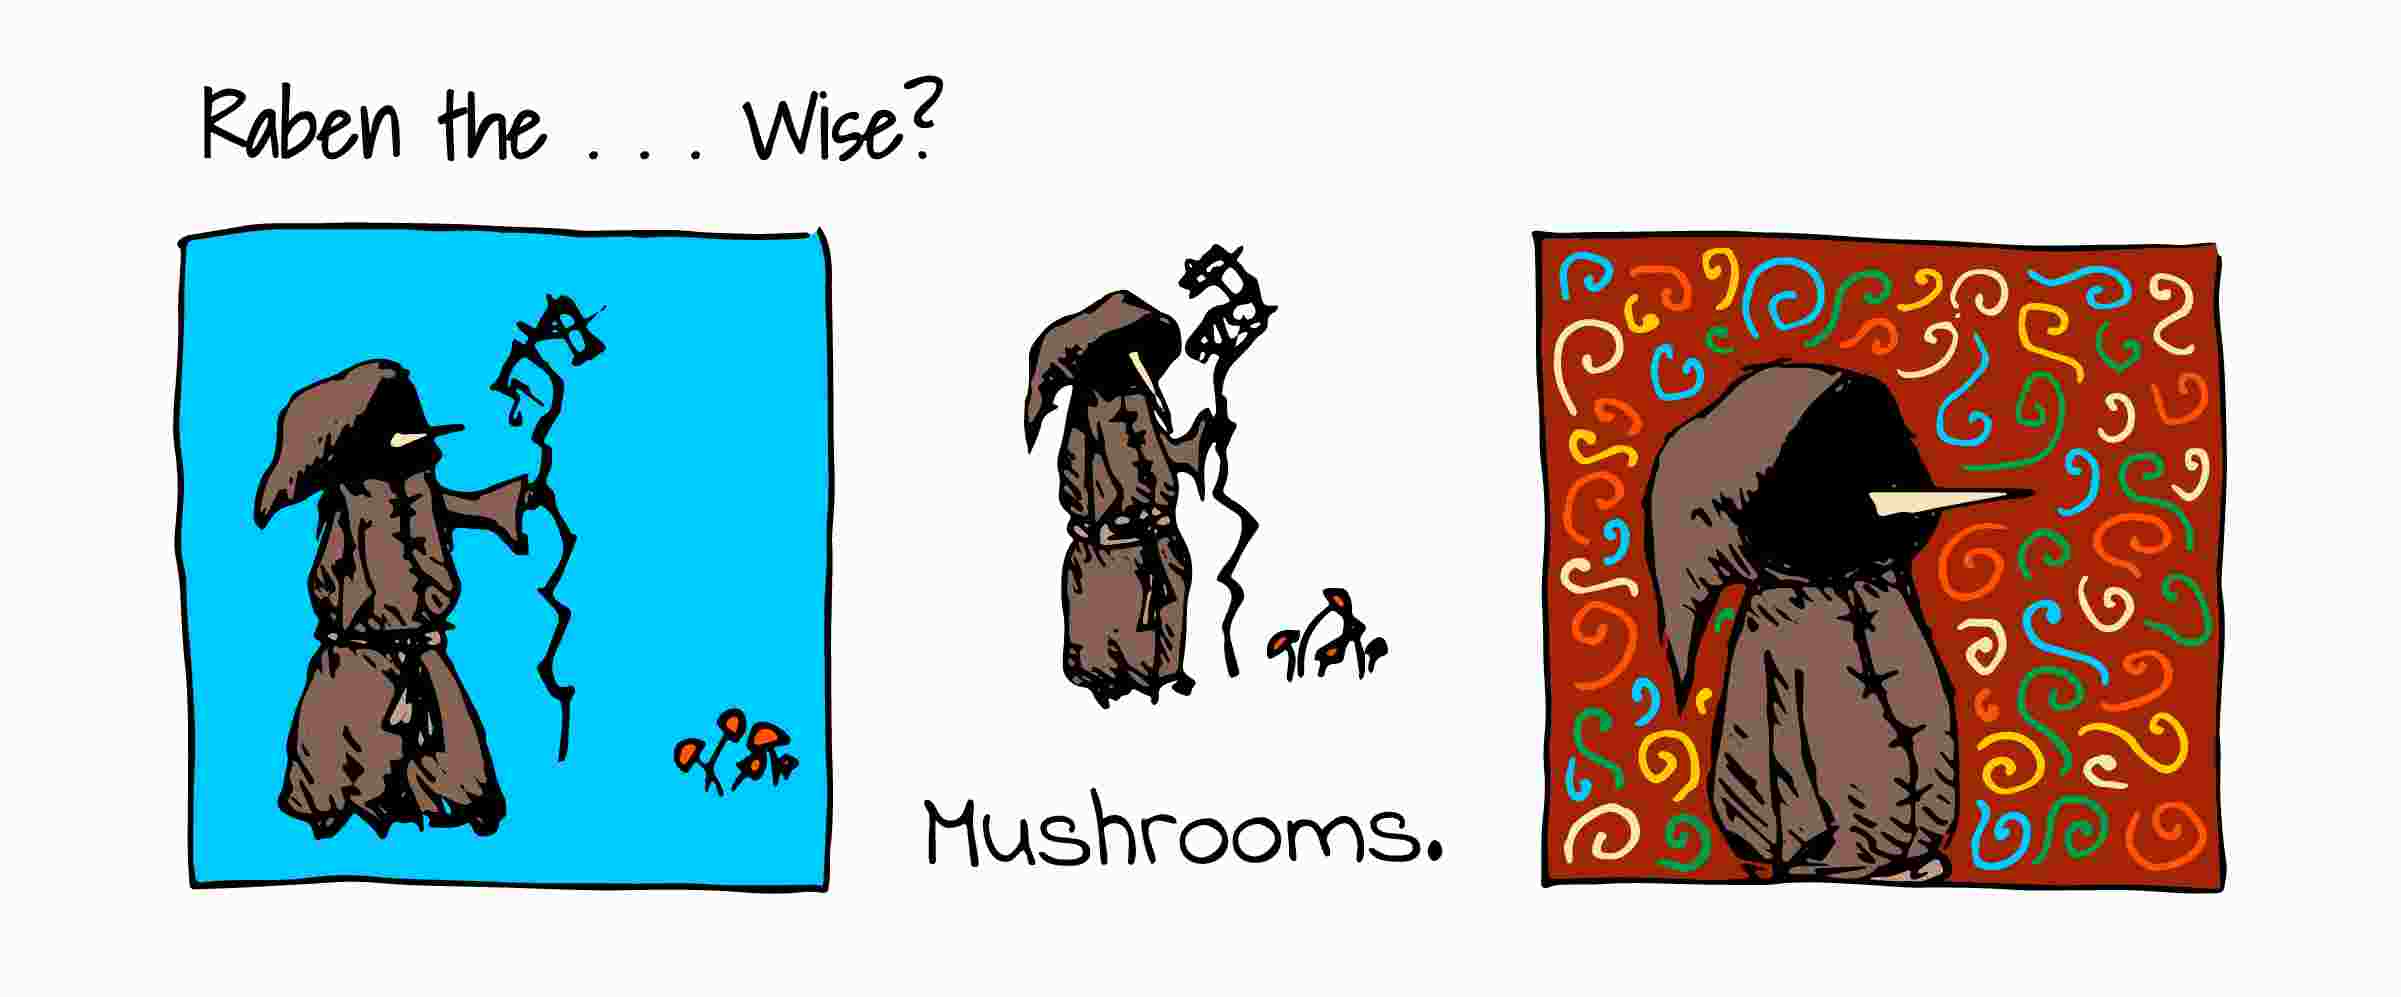 Raben the . . . Wise?
Mushrooms.